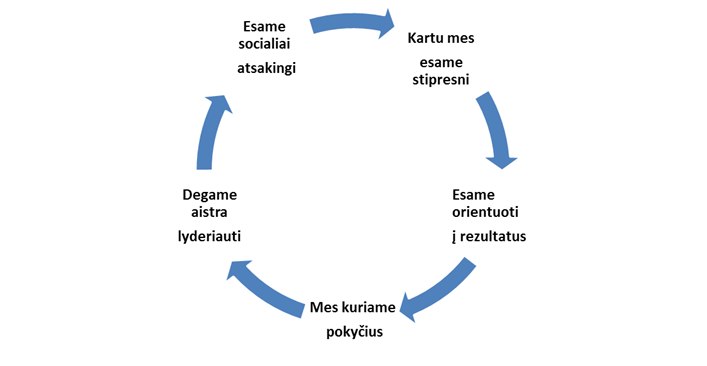 Esame
socialiai
atsakingi
Kartu mes
esame
stipresni
Esame
orientuoti
į rezultatus
Mes kuriame
pokyčius
Degame
aistra
lyderiauti